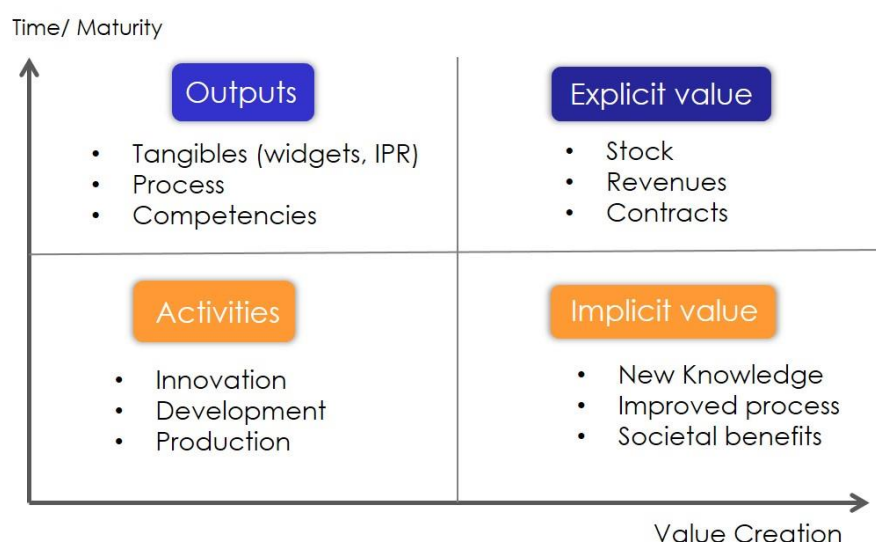 Time/ Maturity
Outputs
• Tangibles (widgets, IPR)
• Process
• Competencies
Explicit value
• Stock
• Revenues
• Contracts
Activities
• Innovation
• Development
• Production
Implicit value
• New Knowledge
• Improved process
• Societal benefits
Value Creation